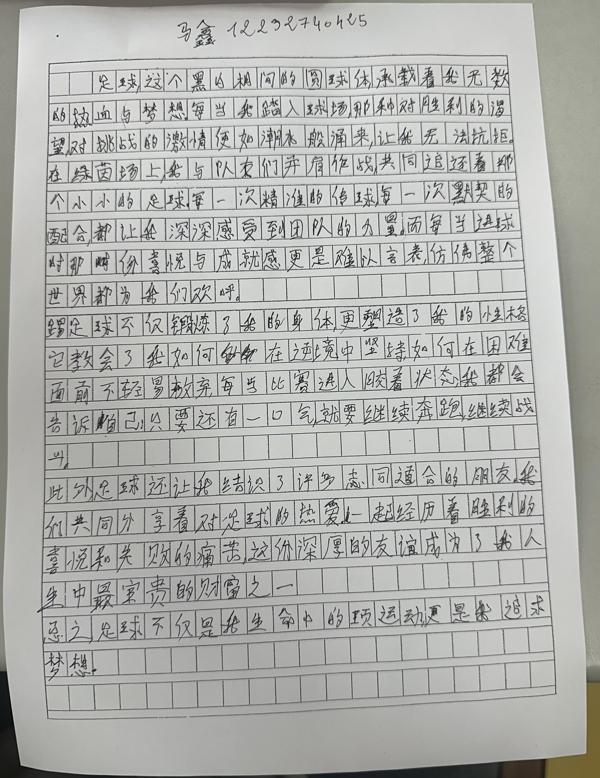 马鑫 12232740425
足球这个黑白相间的圆球体,承载着我无数
的热血与梦想每当我踏入球场那种对胜利的渴
望,对挑战的激情便如潮水般涌来,让我无法抗拒.
在绿茵场上,我与队友们并肩作战,共同追逐着那
个小小的足球每一次精准的传球每一次默契的
配合,都让我深深感受到团队的力量.而每当进球
时那份喜悦与成就感更是难以言表,仿佛整个
世界都为我们欢呼.
踢足球不仅锻炼了我的身体更塑造了我的性格
它教会了我如何在逆境中坚持如何在困难
面前不轻易放弃每当比赛进入胶着状态,我都会
告诉自己:只要还有一口气,就要继续奔跑,继续战
斗.
此外足球还让我结识了许多志同道合的朋友.我
们共同分享着对足球的热爱,一起经历着胜利的
喜悦和失败的痛苦,这份深厚的友谊成为了我人
生中最宝贵的财富之一
总之,足球不仅是我生命中的项运动更是我追求
梦想.